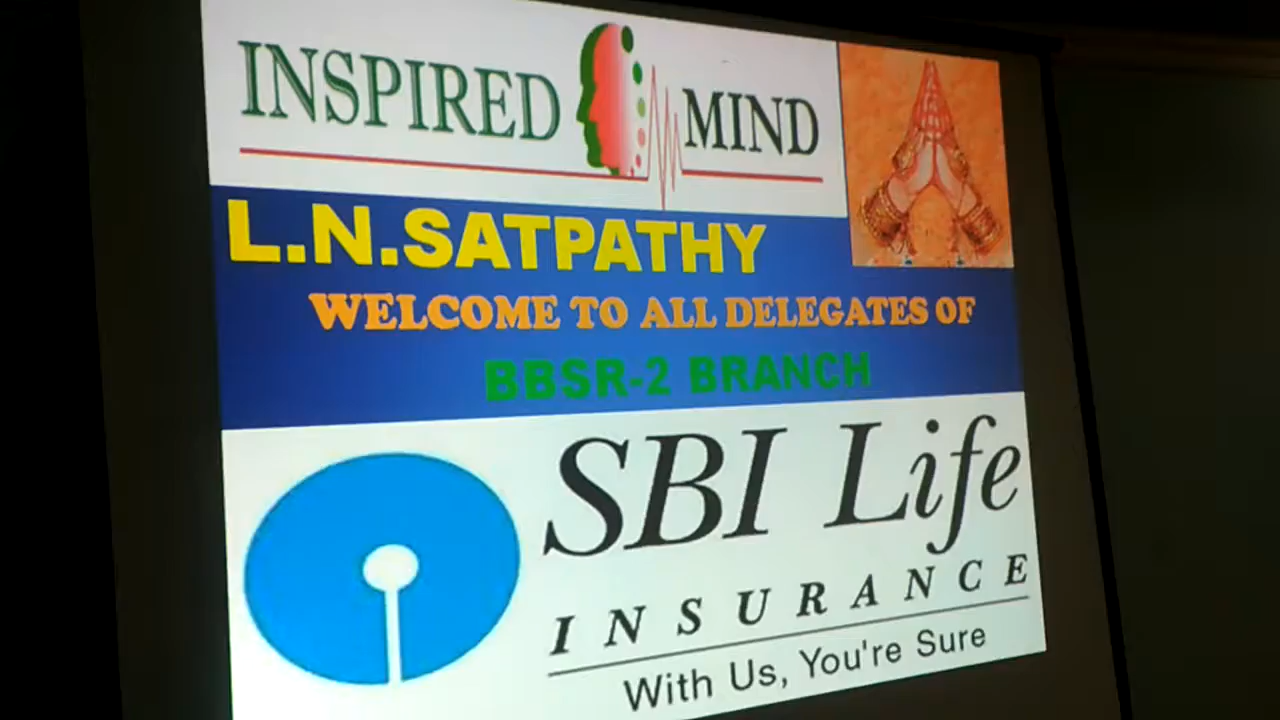 INSPIRED MIND
L.N.SATPATHY
WELCOME TO ALL DELEGATES OF
BBSR-2 BRANCH
SBI Life
INSURANCE
With Us, You're Sure